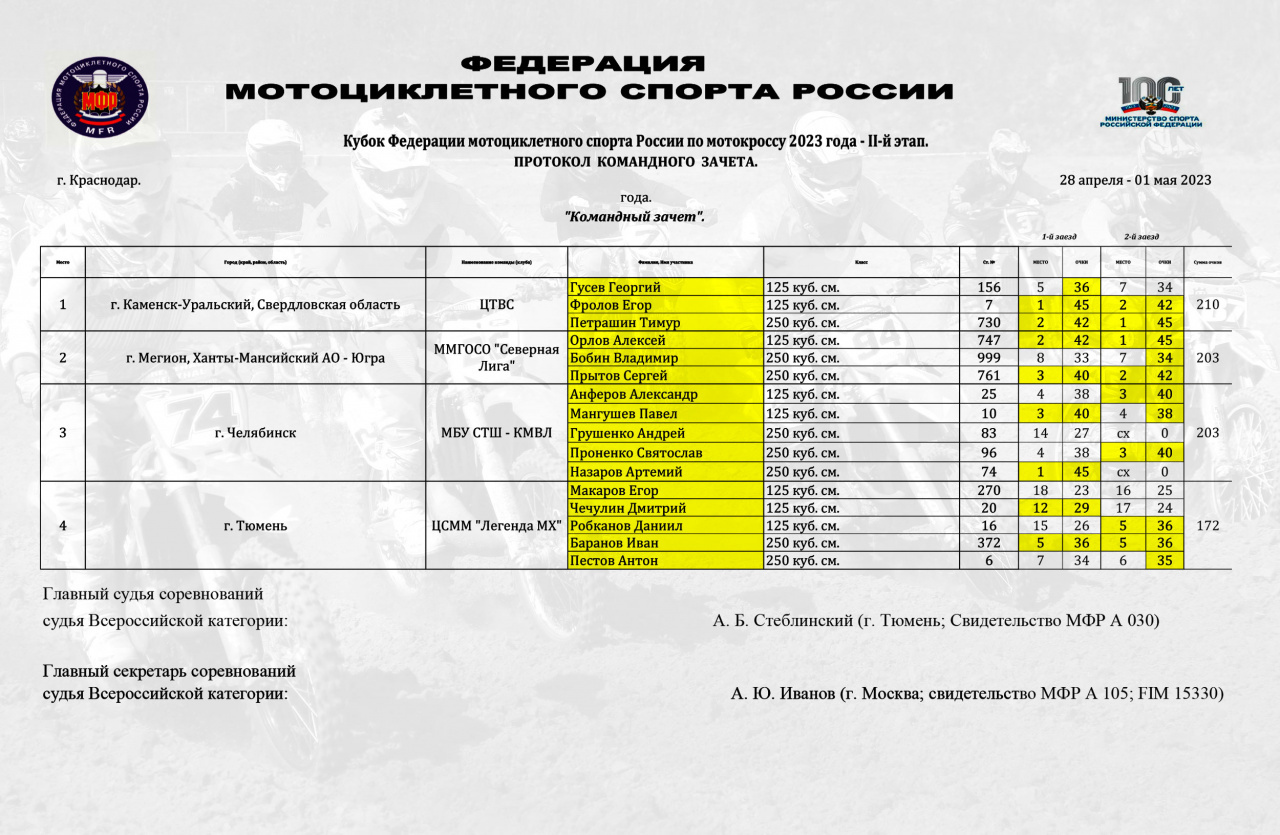 ФЕДЕРАЦИЯ
МОТОЦИКЛЕТНОГО СПОРТА РОССИИ
ФЕДЕРАЦИЯ МОТОЦИКЛЕТНОГО СПОРТА РОССИИ
МФР
MFR
100 ЛЕТ
МИНИСТЕРСТВО СПОРТА
РОССИЙСКОЙ ФЕДЕРАЦИИ
Кубок Федерации мотоциклетного спорта России по мотокроссу 2023 года - II-й этап.
ПРОТОКОЛ КОМАНДНОГО ЗАЧЕТА.
г. Краснодар. 28 апреля - 01 мая 2023
года.
"Командный зачет".
1-й заезд 2-й заезд
Место Город (край, район, область) Наименование команды (клуба) Фамилия, Имя участника Класс Ст. № МЕСТО ОЧКИ МЕСТО ОЧКИ Сумма очков
1 г. Каменск-Уральский, Свердловская область ЦТВС 210
Гусев Георгий 125 куб. см. 156 5 36 7 34
Фролов Егор 125 куб. см. 7 1 45 2 42
Петрашин Тимур 250 куб. см. 730 2 42 1 45
2 г. Мегион, Ханты-Мансийский АО - Югра ММГОСО "Северная Лига" 203
Орлов Алексей 125 куб. см. 747 2 42 1 45
Бобин Владимир 250 куб. см. 999 8 33 7 34
Прытов Сергей 250 куб. см. 761 3 40 2 42
3 г. Челябинск МБУ СТШ - КМВЛ 203
Анферов Александр 125 куб. см. 25 4 38 3 40
Мангушев Павел 125 куб. см. 10 3 40 4 38
Грушенко Андрей 250 куб. см. 83 14 27 сх 0
Проненко Святослав 250 куб. см. 96 4 38 3 40
Назаров Артемий 250 куб. см. 74 1 45 сх 0
4 г. Тюмень ЦСММ "Легенда МХ" 172
Макаров Егор 125 куб. см. 270 18 23 16 25
Чечулин Дмитрий 125 куб. см. 20 12 29 17 24
Робканов Даниил 125 куб. см. 16 15 26 5 36
Баранов Иван 250 куб. см. 372 5 36 5 36
Пестов Антон 250 куб. см. 6 7 34 6 35
Главный судья соревнований
судья Всероссийской категории: А. Б. Стеблинский (г. Тюмень; Свидетельство МФР А 030)
Главный секретарь соревнований
судья Всероссийской категории: А. Ю. Иванов (г. Москва; свидетельство МФР А 105; FIM 15330)